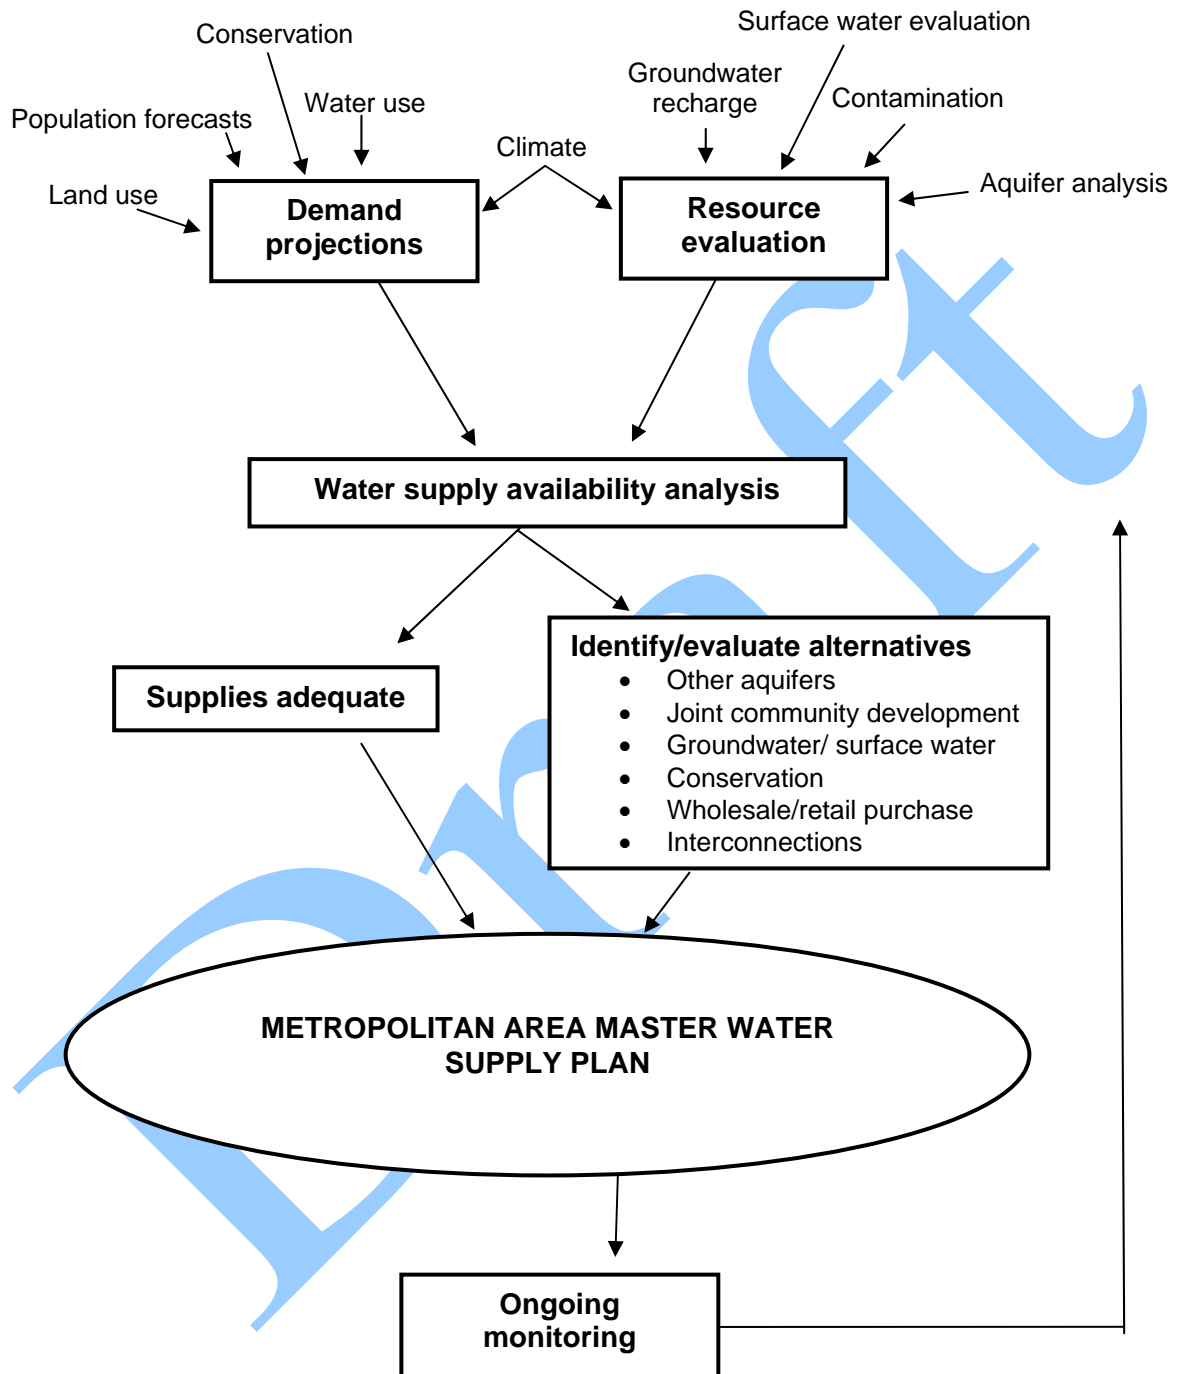 Surface water evaluation
Conservation
Groundwater
recharge
Contamination
Water use
Population forecasts
Climate
Aquifer analysis
Land use
Demand
projections
Resource
evaluation
Water supply availability analysis
Identify/evaluate alternatives
• Other aquifers
• Joint community development
• Groundwater/ surface water
• Conservation
• Wholesale/retail purchase
• Interconnections
Supplies adequate
METROPOLITAN AREA MASTER WATER
SUPPLY PLAN
Ongoing
monitoring
Draft